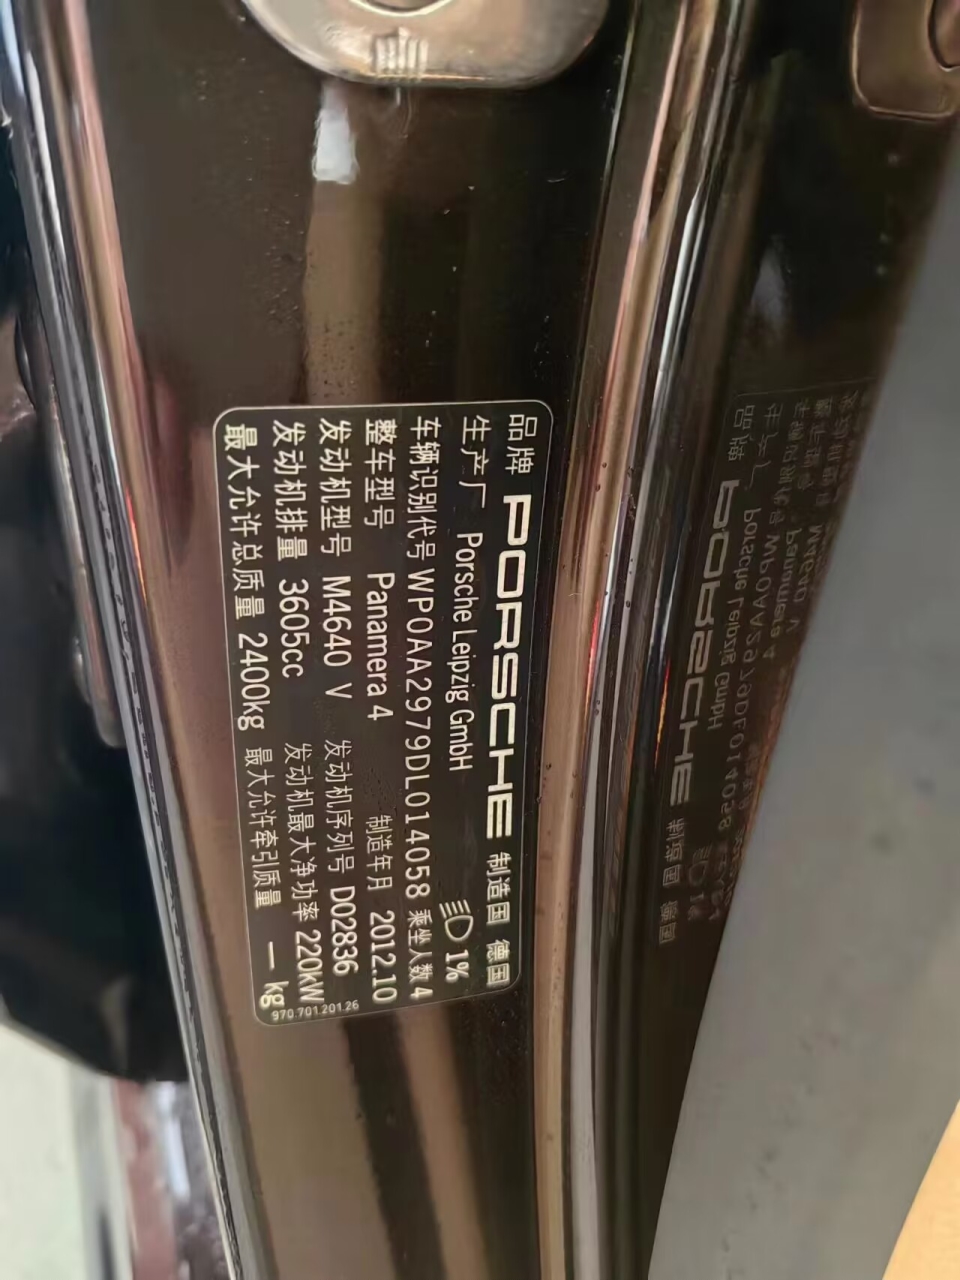 品牌 PORSCHE 制造国 德国
生产厂 Porsche Leipzig GmbH 1%
车辆识别代号 WP0AA2979DL014058 乘坐人数 4
整车型号 Panamera 4 制造年月 2012.10
发动机型号 M4640 V 发动机序列号 D02836
发动机排量 3605cc 发动机最大净功率 220kW
最大允许总质量 2400kg 最大允许牵引质量 — kg
970.701.201.26